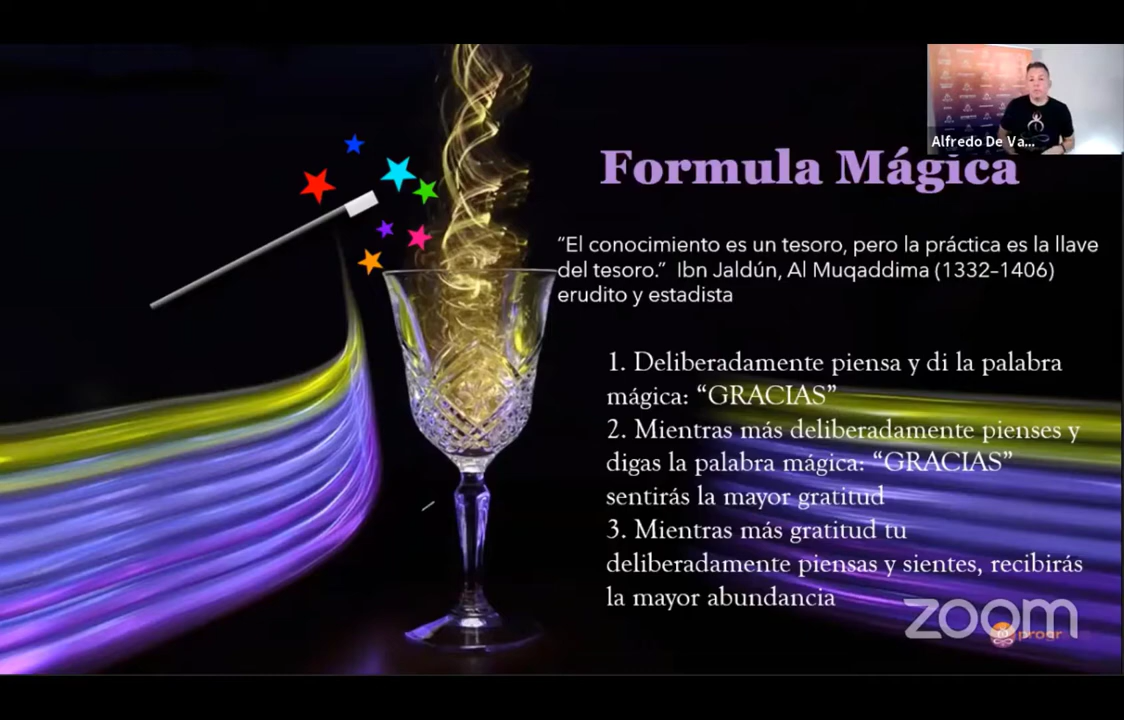 Alfredo De Va...
Formula Mágica
“El conocimiento es un tesoro, pero la práctica es la llave
del tesoro.” Ibn Jaldún, Al Muqaddima (1332–1406)
erudito y estadista
1. Deliberadamente piensa y di la palabra
mágica: “GRACIAS”
2. Mientras más deliberadamente pienses y
digas la palabra mágica: “GRACIAS”
sentirás la mayor gratitud
3. Mientras más gratitud tu
deliberadamente piensas y sientes, recibirás
la mayor abundancia
zoom